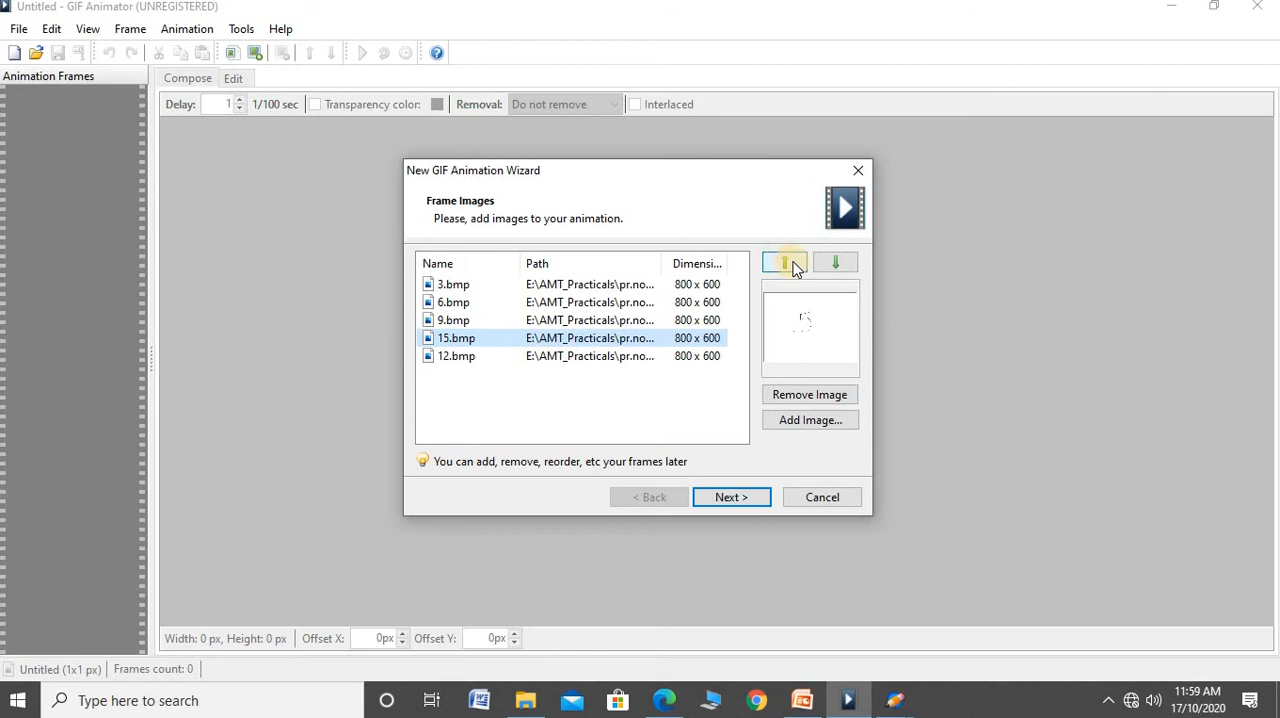 Untitled - GIF Animator (UNREGISTERED)
File Edit View Frame Animation Tools Help
Animation Frames
Compose Edit
Delay: 1 1/100 sec Transparency color: Removal: Do not remove Interlaced
New GIF Animation Wizard
Frame Images
Please, add images to your animation.
Name Path Dimensi...
3.bmp E:\AMT_Practicals\pr.no... 800 x 600
6.bmp E:\AMT_Practicals\pr.no... 800 x 600
9.bmp E:\AMT_Practicals\pr.no... 800 x 600
15.bmp E:\AMT_Practicals\pr.no... 800 x 600
12.bmp E:\AMT_Practicals\pr.no... 800 x 600
Remove Image
Add Image...
You can add, remove, reorder, etc your frames later
< Back Next > Cancel
Width: 0 px, Height: 0 px Offset X: 0px Offset Y: 0px
Untitled (1x1 px) Frames count: 0
Type here to search
11:59 AM
17/10/2020